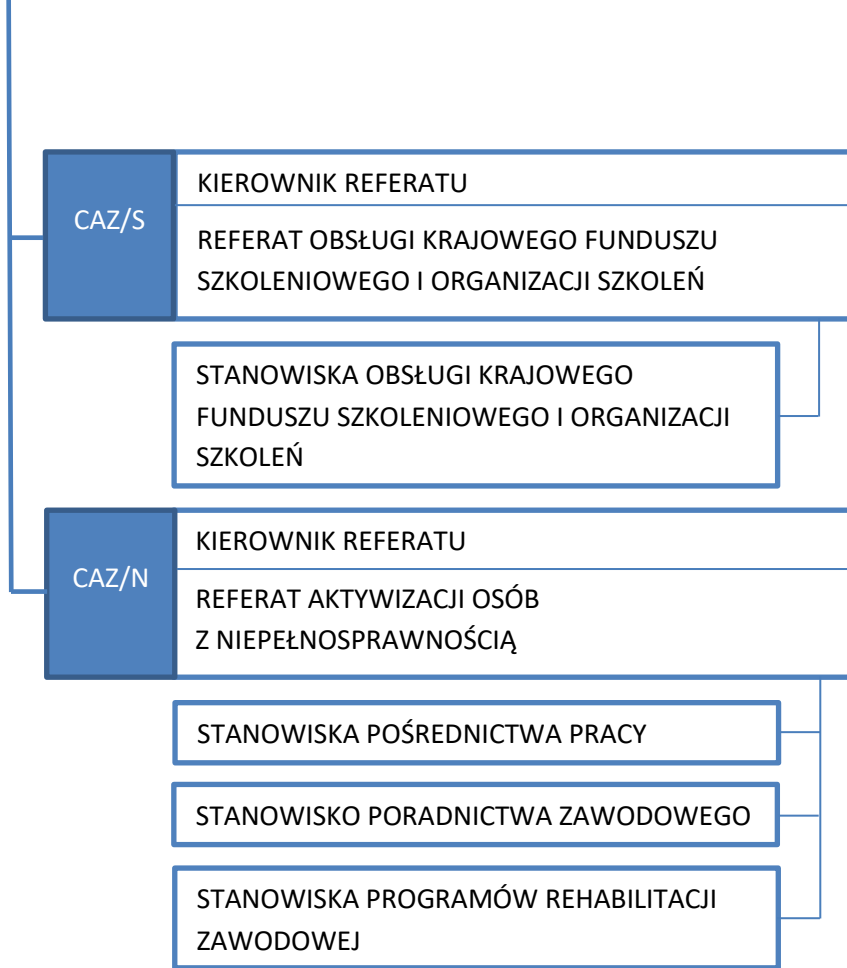 CAZ/S
KIEROWNIK REFERATU
REFERAT OBSŁUGI KRAJOWEGO FUNDUSZU
SZKOLENIOWEGO I ORGANIZACJI SZKOLEŃ
STANOWISKA OBSŁUGI KRAJOWEGO
FUNDUSZU SZKOLENIOWEGO I ORGANIZACJI
SZKOLEŃ
CAZ/N
KIEROWNIK REFERATU
REFERAT AKTYWIZACJI OSÓB
Z NIEPEŁNOSPRAWNOŚCIĄ
STANOWISKA POŚREDNICTWA PRACY
STANOWISKO PORADNICTWA ZAWODOWEGO
STANOWISKA PROGRAMÓW REHABILITACJI
ZAWODOWEJ